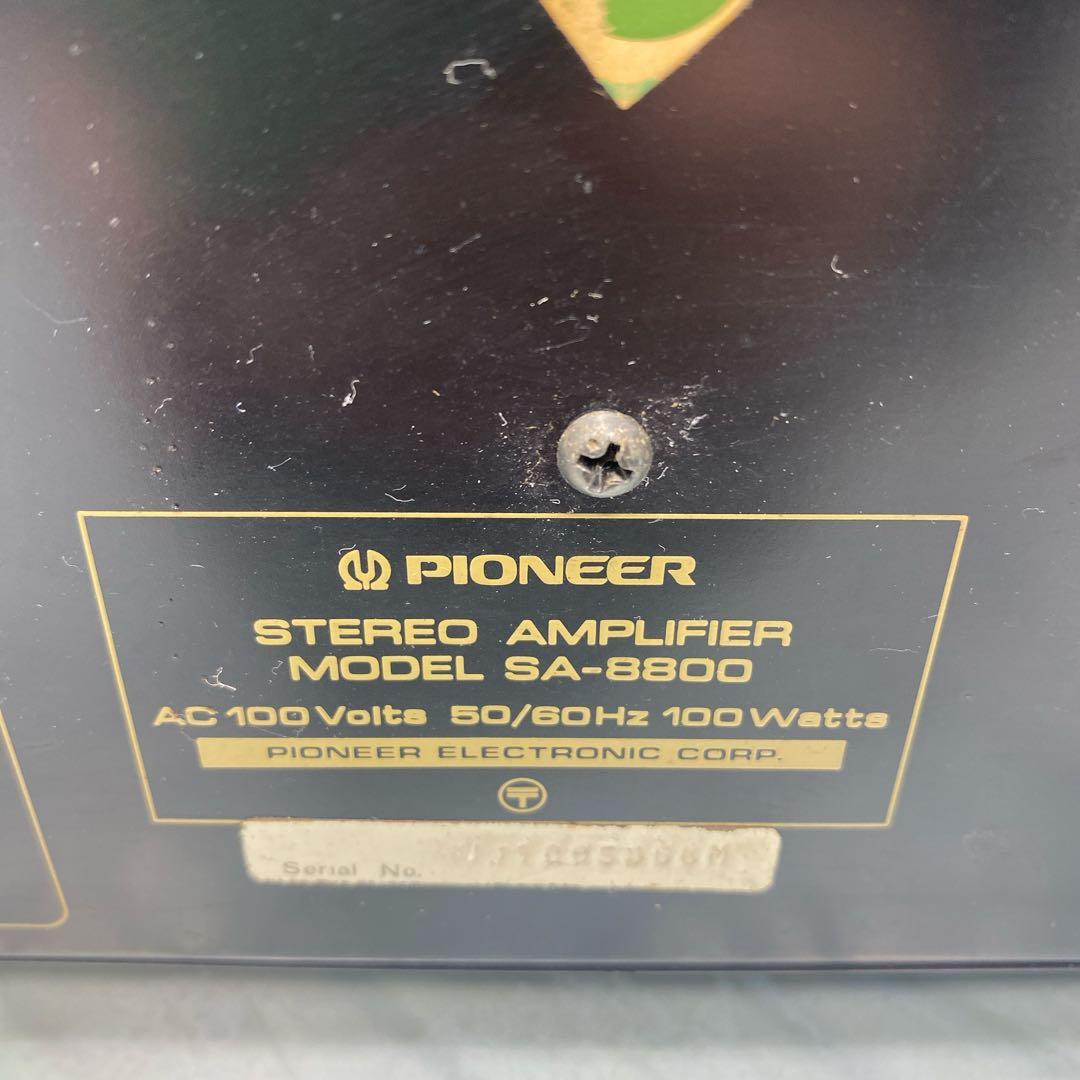 PIONEER
STEREO AMPLIFIER
MODEL SA-8800
AC 100 Volts 50/60Hz 100 Watts
PIONEER ELECTRONIC CORP.
Serial No.